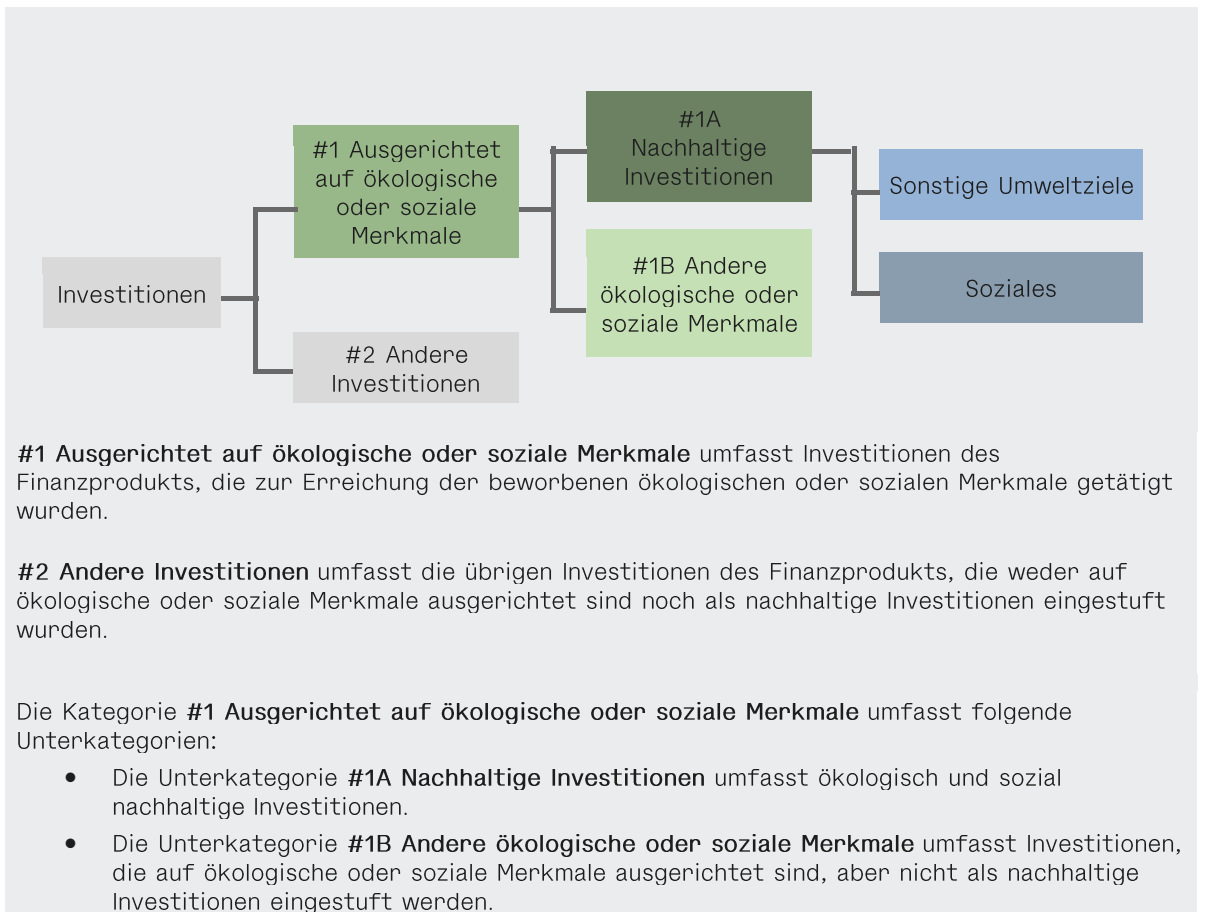 #1 Ausgerichtet
auf ökologische
oder soziale
Merkmale
#1A
Nachhaltige
Investitionen
Sonstige Umweltziele
#1B Andere
ökologische oder
soziale Merkmale
Soziales
Investitionen
#2 Andere
Investitionen
#1 Ausgerichtet auf ökologische oder soziale Merkmale umfasst Investitionen des
Finanzprodukts, die zur Erreichung der beworbenen ökologischen oder sozialen Merkmale getätigt
wurden.
#2 Andere Investitionen umfasst die übrigen Investitionen des Finanzprodukts, die weder auf
ökologische oder soziale Merkmale ausgerichtet sind noch als nachhaltige Investitionen eingestuft
wurden.
Die Kategorie #1 Ausgerichtet auf ökologische oder soziale Merkmale umfasst folgende
Unterkategorien:
• Die Unterkategorie #1A Nachhaltige Investitionen umfasst ökologisch und sozial
nachhaltige Investitionen.
• Die Unterkategorie #1B Andere ökologische oder soziale Merkmale umfasst Investitionen,
die auf ökologische oder soziale Merkmale ausgerichtet sind, aber nicht als nachhaltige
Investitionen eingestuft werden.